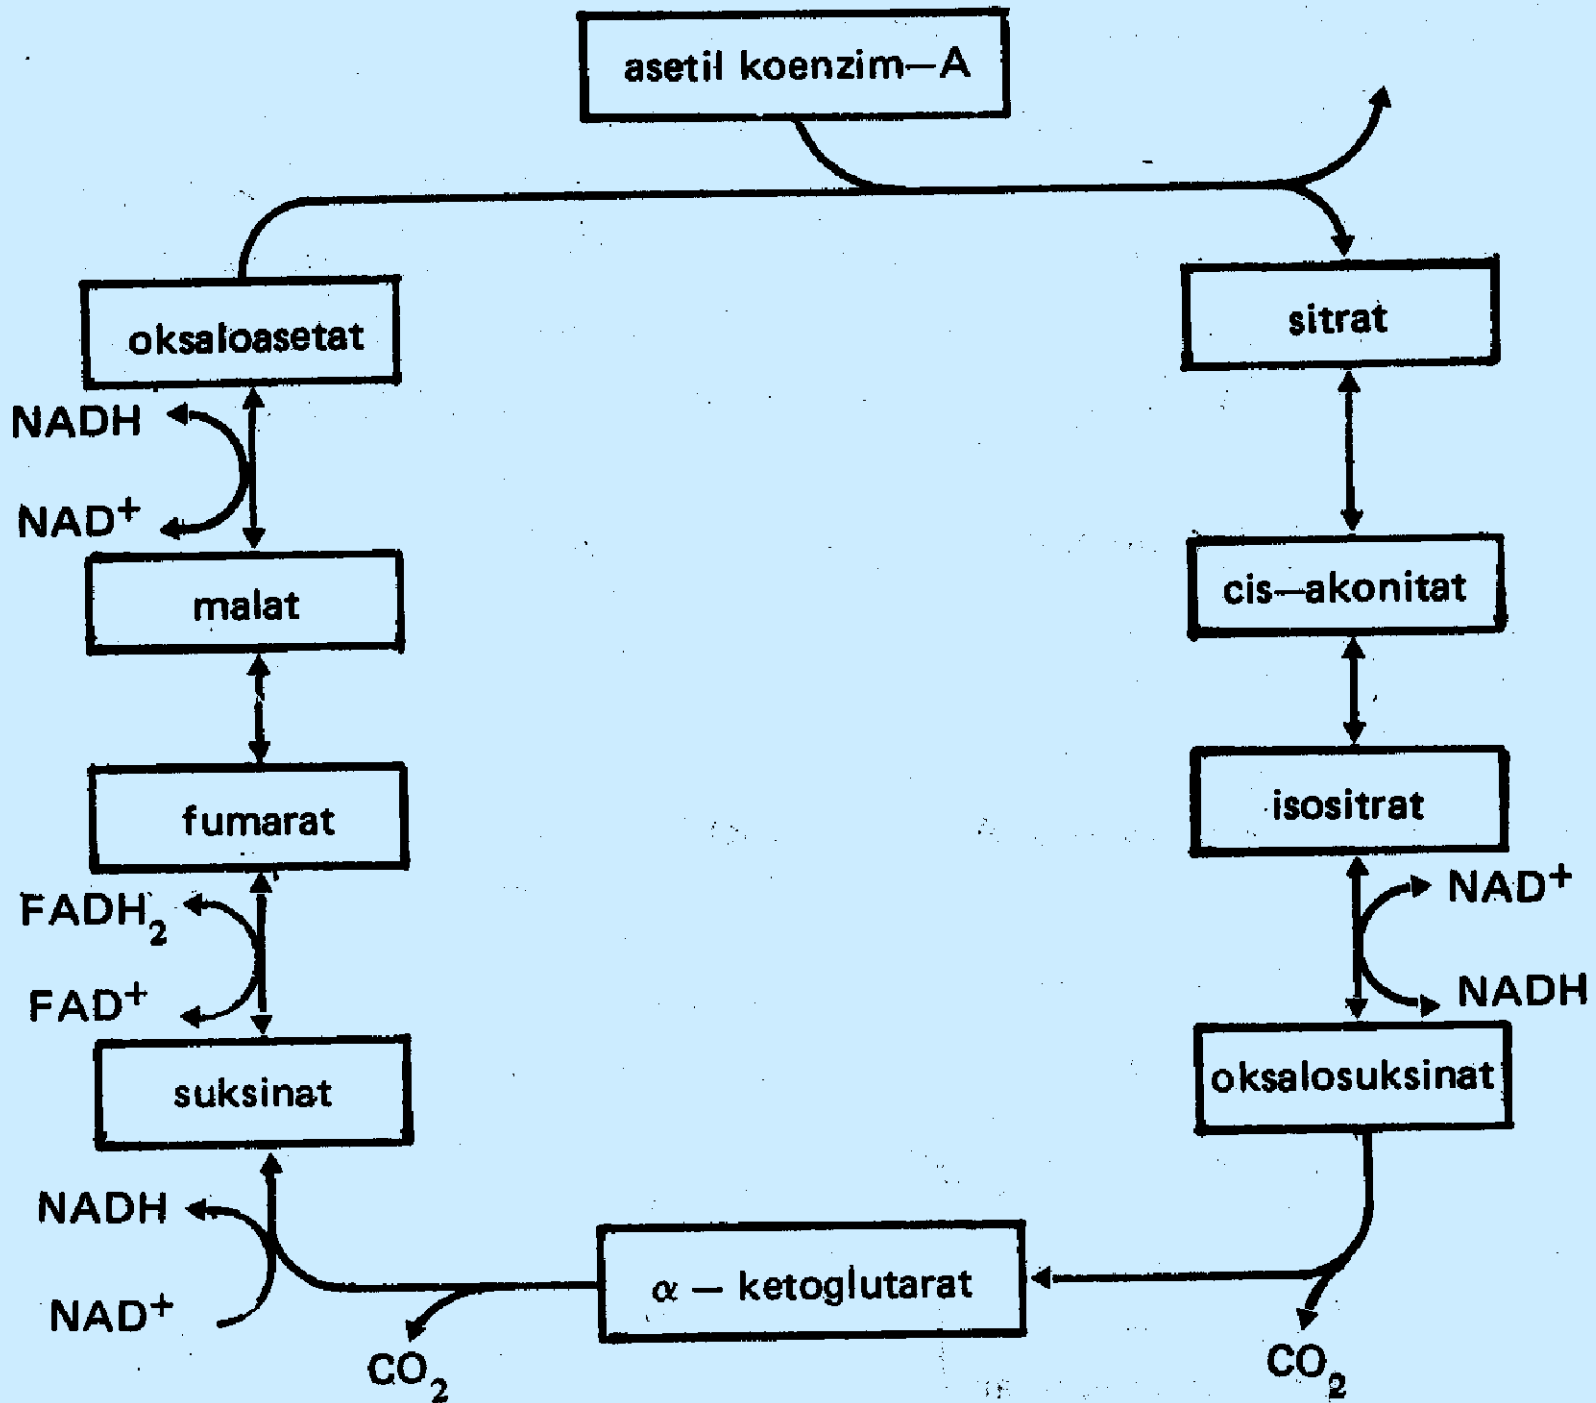 asetil koenzim—A
oksaloasetat
sitrat
NADH
NAD⁺
malat
cis—akonitat
fumarat
isositrat
FADH₂
NAD⁺
FAD⁺
NADH
suksinat
oksalosuksinat
NADH
α — ketoglutarat
NAD⁺
CO₂
CO₂